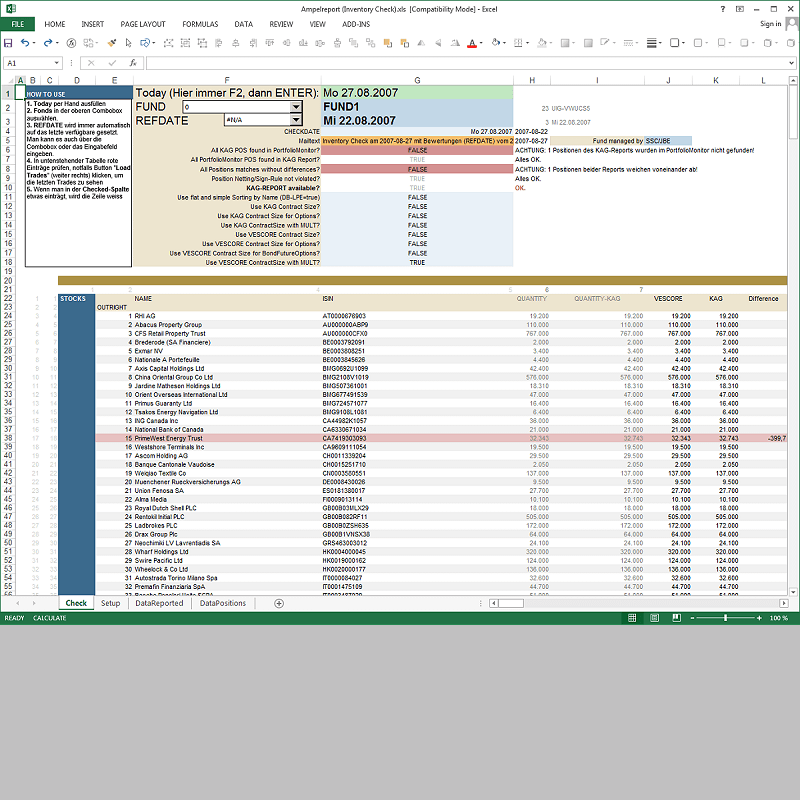 Ampelreport (Inventory Check).xls [Compatibility Mode] - Excel
FILE HOME INSERT PAGE LAYOUT FORMULAS DATA REVIEW VIEW ADD-INS Sign in
A1 fx
A B C D E F G H I J K L
HOW TO USE
1. Today per Hand ausfüllen
2. Fonds in der oberen Combobox
auswählen.
3. REFDATE wird immer automatisch
auf das letzte verfügbare gesetzt.
Man kann es auch über die
Combobox oder das Eingabefeld
eingeben.
4. In untenstehender Tabelle rote
Einträge prüfen, notfalls Button "Load
Trades" (weiter rechts) klicken, um
die letzten Trades zu sehen
5. Wenn man in der Checked-Spalte
etwas einträgt, wird die Zeile weiss
Today (Hier immer F2, dann ENTER): Mo 27.08.2007
FUND 0 FUND1 23 UIG-VWJCS5
REFDATE #N/A Mi 22.08.2007 3 Mi 22.08.2007
CHECKDATE Mo 27.08.2007 2007-08-22
Mailtext Inventory Check am 2007-08-27 mit Bewertungen (REFDATE) vom 2 2007-08-27 Fund managed by SSC/JBE
All KAG POS found in PortfolioMonitor? FALSE ACHTUNG: 1 Positionen des KAG-Reports wurden im PortfolioMonitor nicht gefunden!
All PortfolioMonitor POS found in KAG Report? TRUE Alles OK.
All Positions matches without differences? FALSE ACHTUNG: 1 Positionen beider Reports weichen voneinander ab!
Position Netting/Sign-Rule not violated? TRUE Alles OK.
KAG-REPORT available? TRUE OK.
Use flat and simple Sorting by Name (DB-LPE=true) FALSE
Use KAG Contract Size? FALSE
Use KAG Contract Size for Options? FALSE
Use KAG ContractSize with MULT? FALSE
Use VESCORE Contract Size? FALSE
Use VESCORE Contract Size for Options? FALSE
Use VESCORE Contract Size for BondFutureOptions? FALSE
Use VESCORE ContractSize with MULT? TRUE
1 2 4 5 6 7
STOCKS NAME ISIN QUANTITY QUANTITY-KAG VESCORE KAG Difference
OUTRIGHT
1 RHI AG AT0000676903 19.200 19.200 19.200 19.200
2 Abacus Property Group AU000000ABP9 110.000 110.000 110.000 110.000
3 CFS Retail Property Trust AU000000CFX0 767.000 767.000 767.000 767.000
4 Brederode (SA Financiere) BE0003792091 2.000 2.000 2.000 2.000
5 Exmar NV BE0003808251 3.400 3.400 3.400 3.400
6 Nationale A Portefeuille BE0003845626 4.000 4.000 4.000 4.000
7 Axis Capital Holdings Ltd BMG0692U1099 42.400 42.400 42.400 42.400
8 China Oriental Group Co Ltd BMG2108V1019 576.000 576.000 576.000 576.000
9 Jardine Matheson Holdings Ltd BMG507361001 18.310 18.310 18.310 18.310
10 Orient Overseas International Ltd BMG677491539 47.000 47.000 47.000 47.000
11 Primus Guaranty Ltd BMG724571077 16.400 16.400 16.400 16.400
12 Tsakos Energy Navigation Ltd BMG9108L1081 6.400 6.400 6.400 6.400
13 ING Canada Inc CA44982K1057 36.000 36.000 36.000 36.000
14 National Bank of Canada CA6330671034 21.000 21.000 21.000 21.000
15 PrimeWest Energy Trust CA7419303093 32.343 32.743 32.343 32.743 -399,7
16 Westshore Terminals Inc CA9609111054 19.500 19.500 19.500 19.500
17 Ascom Holding AG CH0011339204 29.500 29.500 29.500 29.500
18 Banque Cantonale Vaudoise CH0015251710 2.050 2.050 2.050 2.050
19 Weiqiao Textile Co CN0003580551 137.000 137.000 137.000 137.000
20 Muenchener Rueckversicherungs AG DE0008430026 9.500 9.500 9.500 9.500
21 Union Fenosa SA ES0181380017 27.700 27.700 27.700 27.700
22 Alma Media FI0009013114 10.000 10.000 10.000 10.000
23 Royal Dutch Shell PLC GB00B03MLX29 18.000 18.000 18.000 18.000
24 Rentokil Initial PLC GB00B082RF11 505.000 505.000 505.000 505.000
25 Ladbrokes PLC GB00B0ZSH635 172.000 172.000 172.000 172.000
26 Drax Group Plc GB00B1VNSX38 64.000 64.000 64.000 64.000
27 Neochimiki LV Lavrentiadis SA GRS463003012 24.100 24.100 24.100 24.100
28 Wharf Holdings Ltd HK0004000045 320.000 320.000 320.000 320.000
29 Swire Pacific Ltd HK0019000162 124.000 124.000 124.000 124.000
30 Wheelock & Co Ltd HK0020000177 136.000 136.000 136.000 136.000
31 Autostrada Torino Milano Spa IT0000084027 32.600 32.600 32.600 32.600
32 Premafin Finanziaria SpA IT0001475109 44.700 44.700 44.700 44.700
Check Setup DataReported DataPositions
READY CALCULATE 100 %